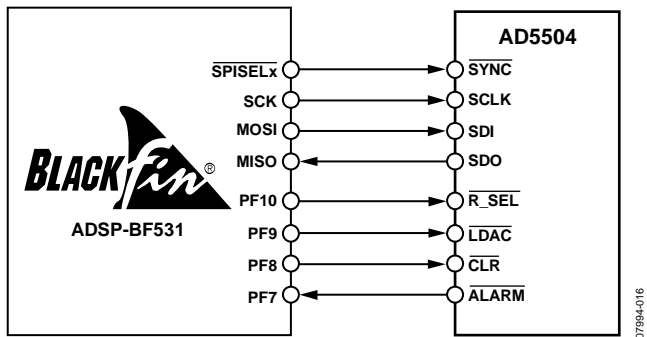 AD5504
SPISELx SYNC
SCK SCLK
MOSI SDI
MISO SDO
BLACKfin®
PF10 R_SEL
ADSP-BF531
PF9 LDAC
PF8 CLR
PF7 ALARM
07994-016